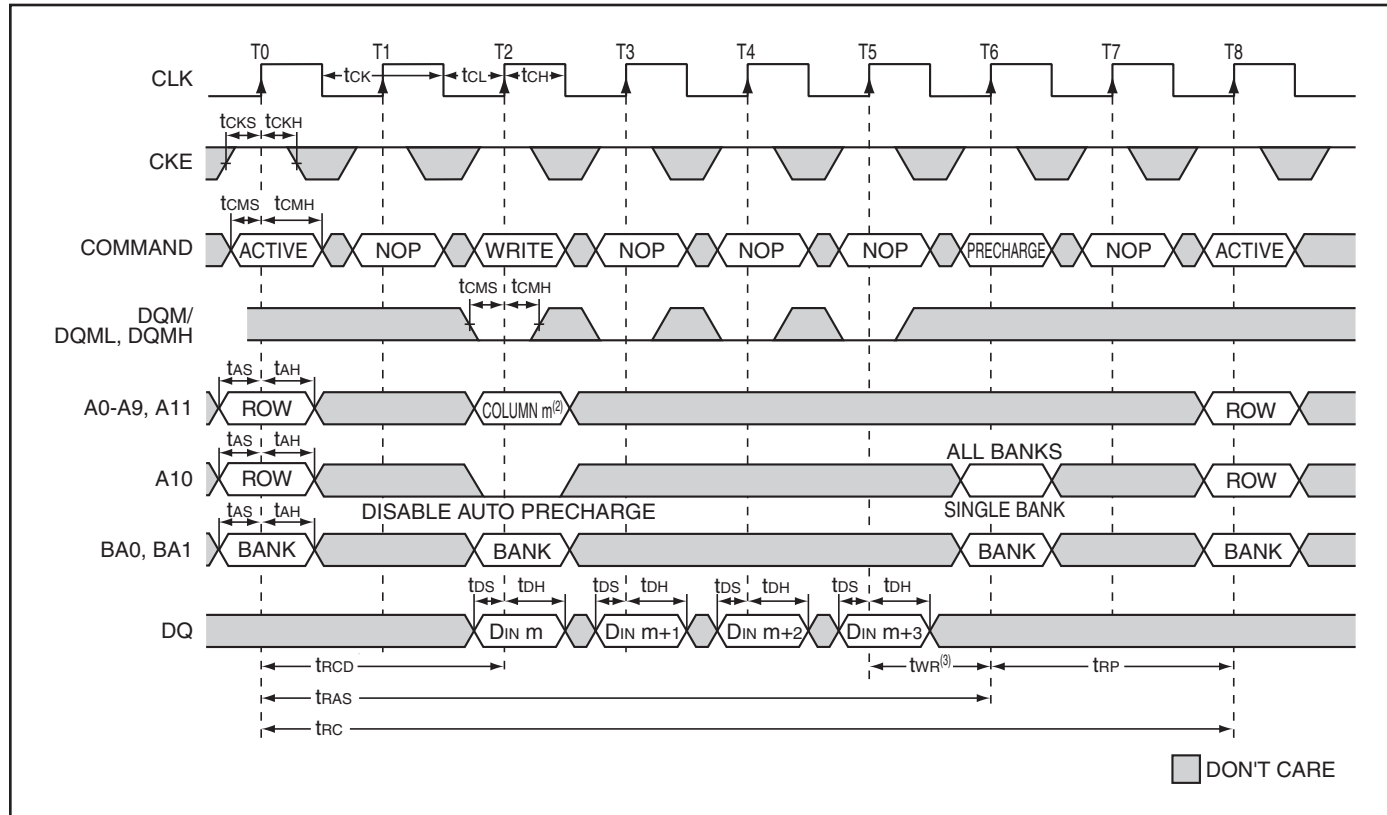 T0 T1 T2 T3 T4 T5 T6 T7 T8
CLK
tCK tCL tCH
tCKS tCKH
CKE
tCMS tCMH
COMMAND
ACTIVE NOP WRITE NOP NOP NOP PRECHARGE NOP ACTIVE
tCMS tCMH
DQM/
DQML, DQMH
tAS tAH
A0-A9, A11
ROW COLUMN m(2) ROW
tAS tAH
ALL BANKS
A10
ROW ROW
DISABLE AUTO PRECHARGE
SINGLE BANK
tAS tAH
BA0, BA1
BANK BANK BANK BANK
tDS tDH tDS tDH tDS tDH tDS tDH
DQ
DIN m DIN m+1 DIN m+2 DIN m+3
tRCD tWR(3) tRP
tRAS
tRC
DON'T CARE